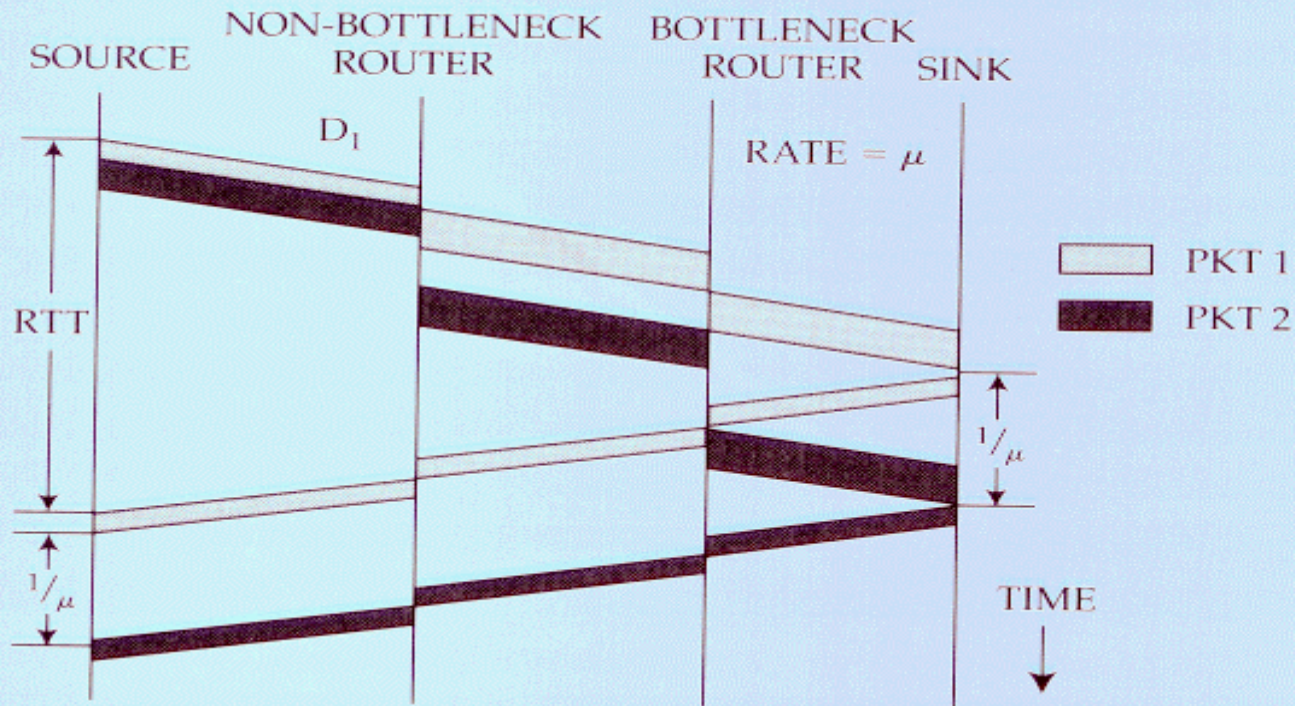 SOURCE
NON-BOTTLENECK
ROUTER
BOTTLENECK
ROUTER
SINK
D₁
RATE = μ
PKT 1
PKT 2
RTT
1/μ
1/μ
TIME